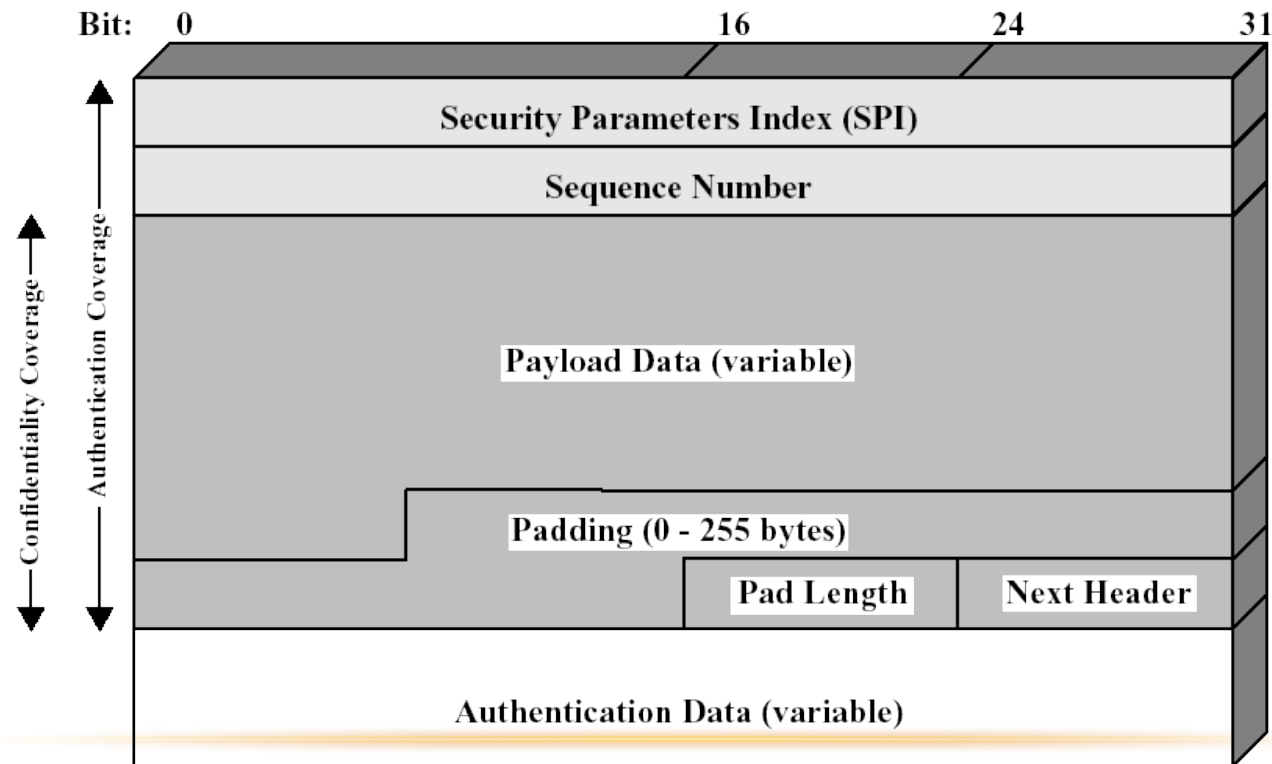 Bit: 0 16 24 31
Security Parameters Index (SPI)
Sequence Number
Confidentiality Coverage
Authentication Coverage
Payload Data (variable)
Padding (0 - 255 bytes)
Pad Length Next Header
Authentication Data (variable)